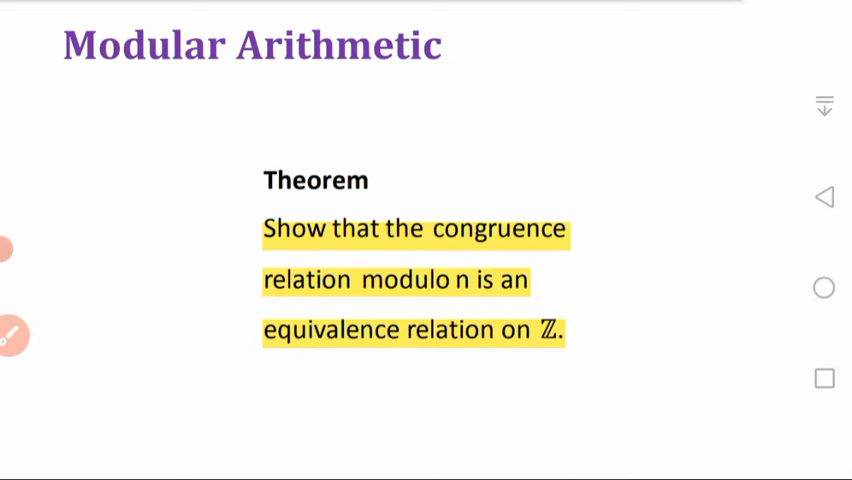 Modular Arithmetic
Theorem
Show that the congruence
relation modulo n is an
equivalence relation on ℤ.